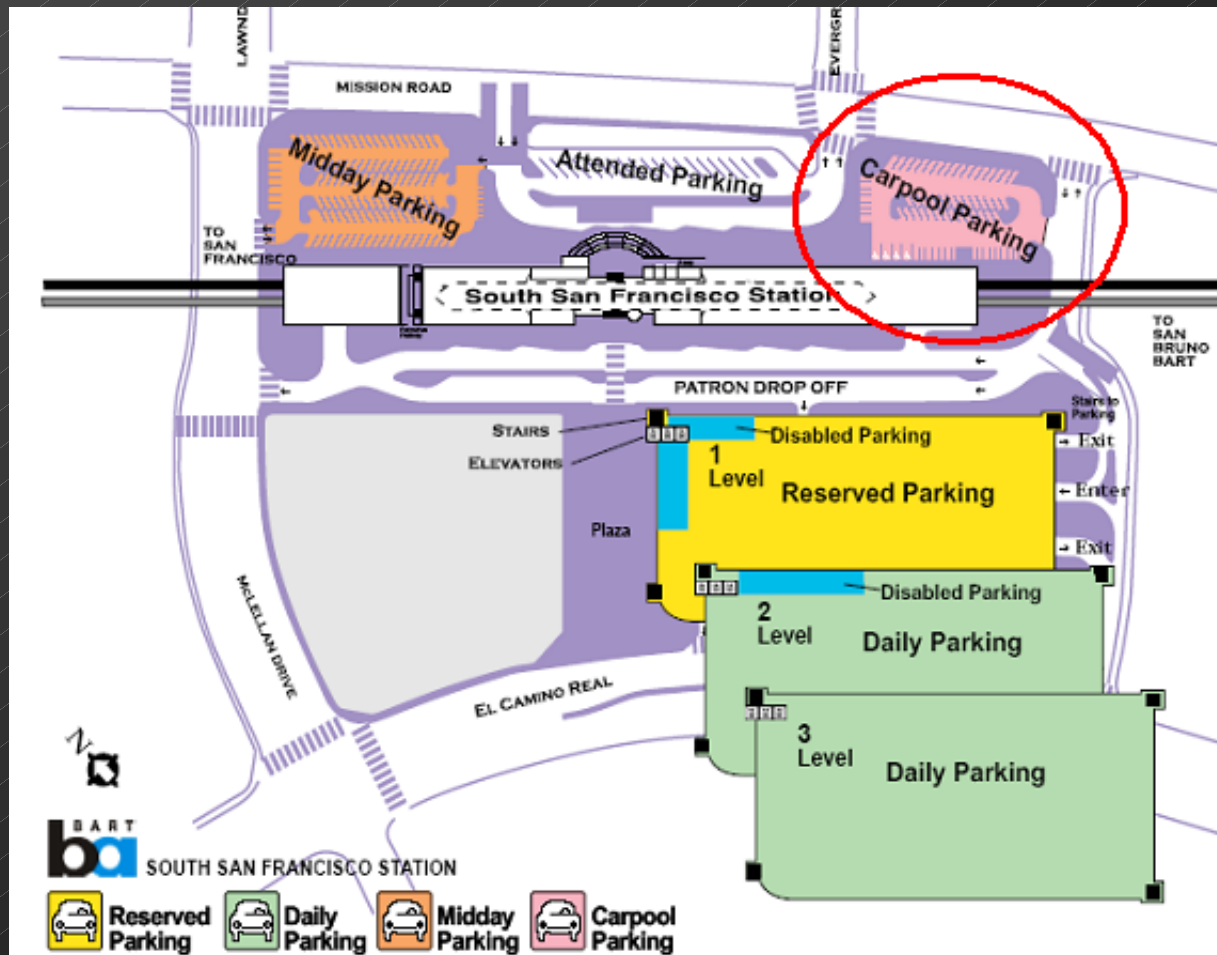 LAWND
EVERGR
MISSION ROAD
Midday Parking
Attended Parking
Carpool Parking
TO
SAN
FRANCISCO
South San Francisco Station
TO
SAN
BRUNO
BART
PATRON DROP OFF
Stairs to
Parking
STAIRS
ELEVATORS
Disabled Parking
1
Level
Reserved Parking
Exit
Enter
Exit
Plaza
Disabled Parking
2
Level
Daily Parking
MCLELLAN DRIVE
EL CAMINO REAL
3
Level
Daily Parking
N
BART
ba SOUTH SAN FRANCISCO STATION
Reserved
Parking
Daily
Parking
Midday
Parking
Carpool
Parking